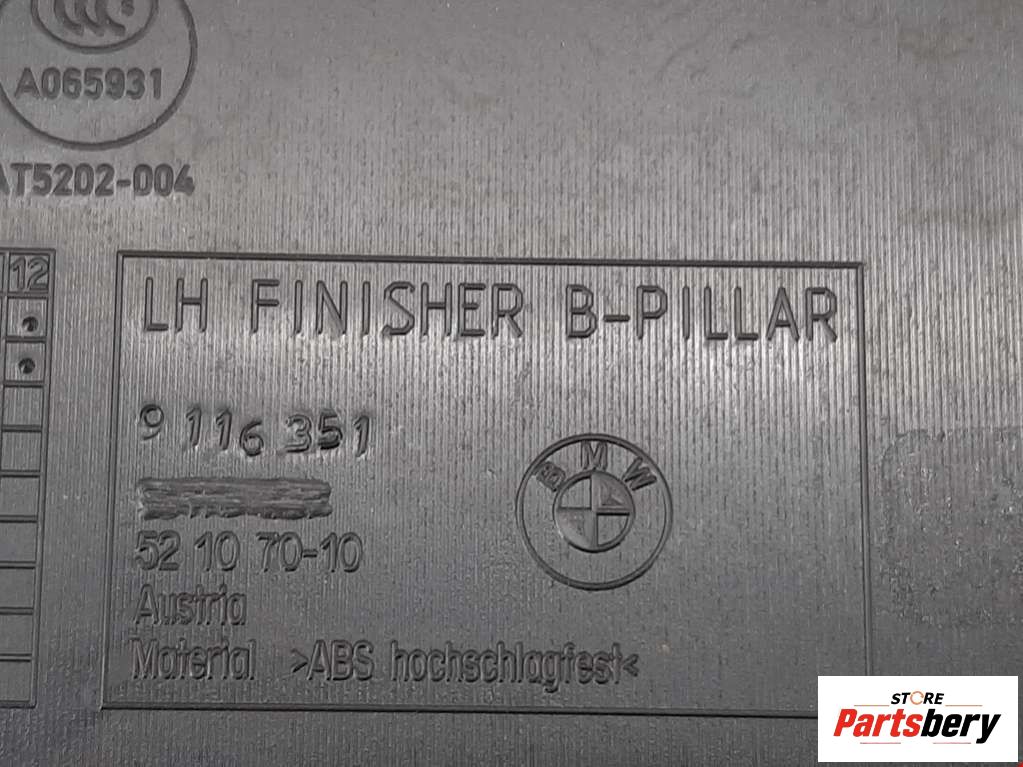 A065931
AT5202-004
12
LH FINISHER B-PILLAR
9 116 351
BMW
52 10 70-10
Austria
Material >ABS hochschlagfest<
STORE
Partsbery